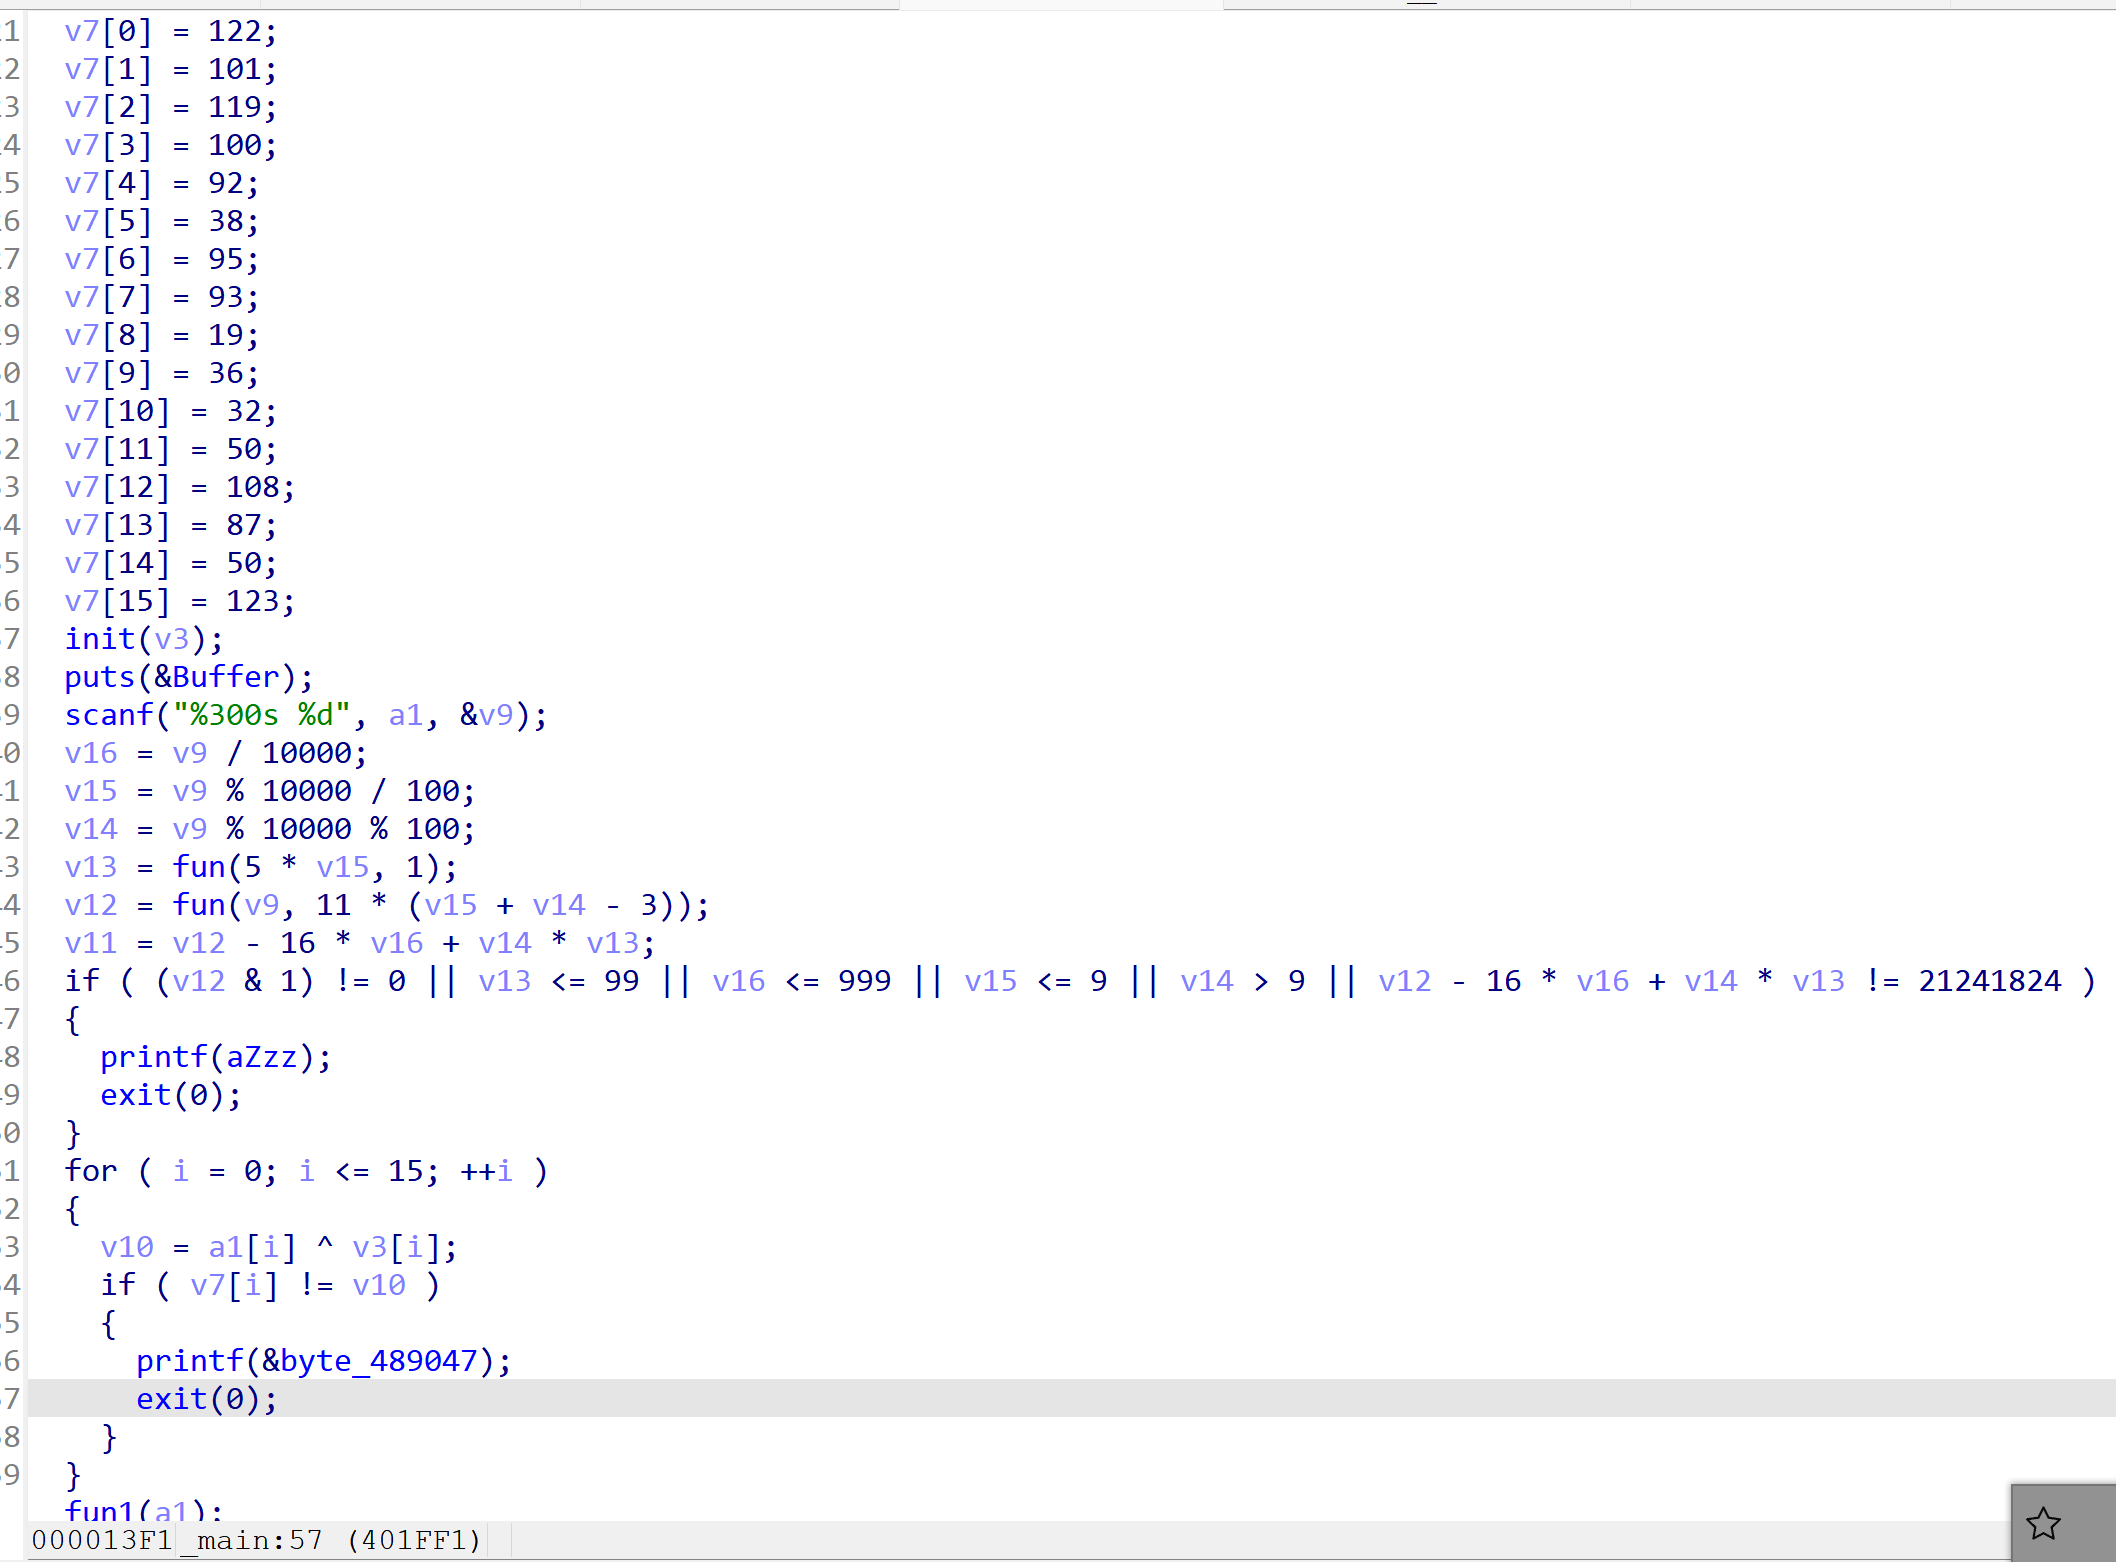 1 v7[0] = 122;
2 v7[1] = 101;
3 v7[2] = 119;
4 v7[3] = 100;
5 v7[4] = 92;
6 v7[5] = 38;
7 v7[6] = 95;
8 v7[7] = 93;
9 v7[8] = 19;
0 v7[9] = 36;
1 v7[10] = 32;
2 v7[11] = 50;
3 v7[12] = 108;
4 v7[13] = 87;
5 v7[14] = 50;
6 v7[15] = 123;
7 init(v3);
8 puts(&Buffer);
9 scanf("%300s %d", a1, &v9);
0 v16 = v9 / 10000;
1 v15 = v9 % 10000 / 100;
2 v14 = v9 % 10000 % 100;
3 v13 = fun(5 * v15, 1);
4 v12 = fun(v9, 11 * (v15 + v14 - 3));
5 v11 = v12 - 16 * v16 + v14 * v13;
6 if ( (v12 & 1) != 0 || v13 <= 99 || v16 <= 999 || v15 <= 9 || v14 > 9 || v12 - 16 * v16 + v14 * v13 != 21241824 )
7 {
8 printf(aZzz);
9 exit(0);
0 }
1 for ( i = 0; i <= 15; ++i )
2 {
3 v10 = a1[i] ^ v3[i];
4 if ( v7[i] != v10 )
5 {
6 printf(&byte_489047);
7 exit(0);
8 }
9 }
fun1(a1);
000013F1 _main:57 (401FF1)